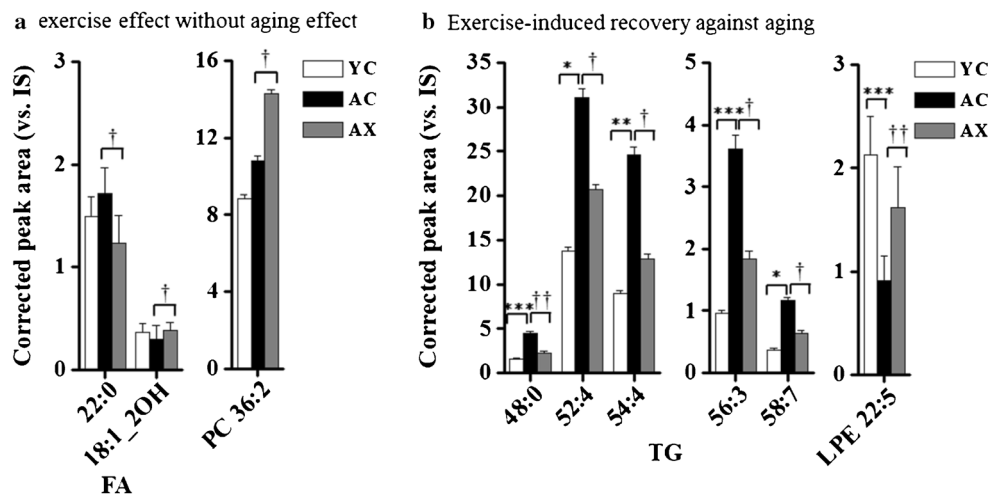 a exercise effect without aging effect
Corrected peak area (vs. IS)
3
2
1
0
†
†
22:0
18:1_2OH
FA
16
12
8
4
0
†
PC 36:2
YC
AC
AX
b Exercise-induced recovery against aging
Corrected peak area (vs. IS)
35
30
25
20
15
10
5
0
*** ††
* †
** †
48:0
52:4
54:4
5
4
3
2
1
0
*** †
* †
56:3
58:7
TG
3
2
1
0
***
††
LPE 22:5
YC
AC
AX